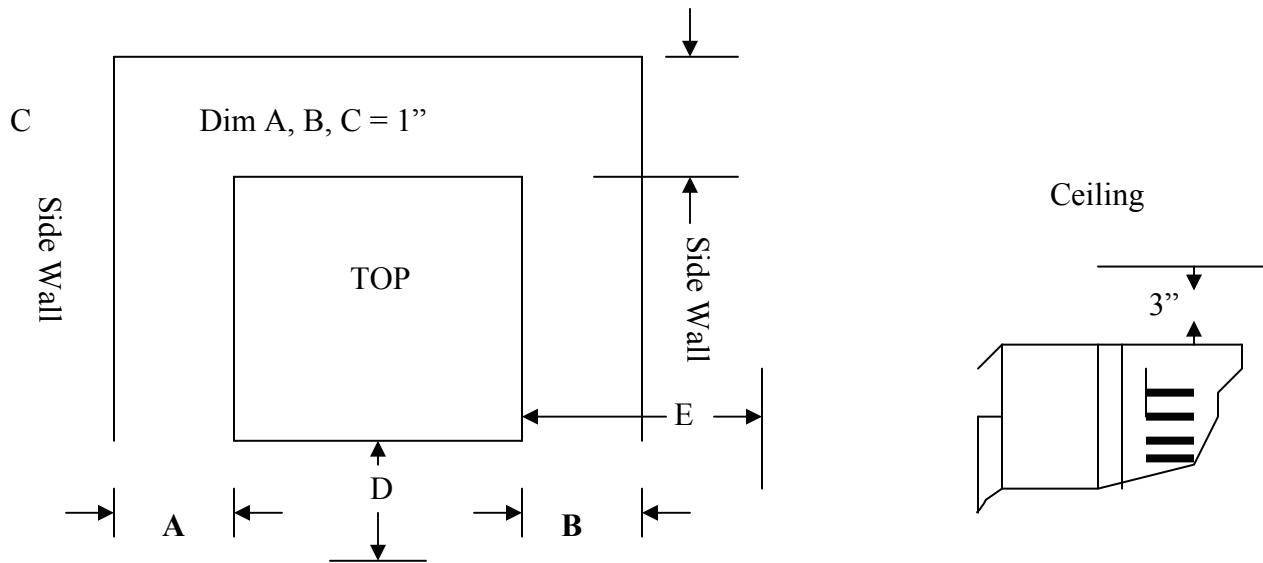 C
Dim A, B, C = 1”
Side Wall
TOP
Side Wall
E
D
A
B
Ceiling
3”